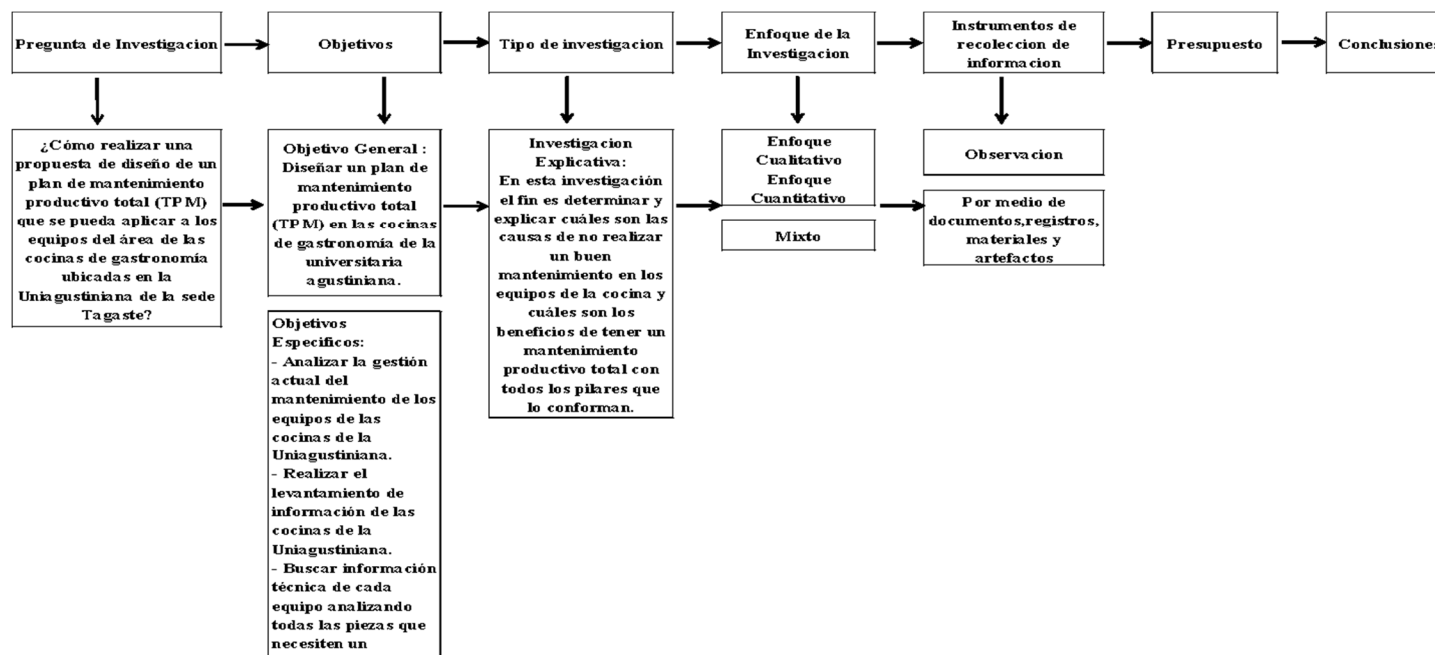 Pregunta de Investigacion
Objetivos
Tipo de investigacion
Enfoque de la
Investigacion
Instrumentos de
recoleccion de
informacion
Presupuesto
Conclusiones
¿Cómo realizar una
propuesta de diseño de un
plan de mantenimiento
productivo total (TPM)
que se pueda aplicar a los
equipos del área de las
cocinas de gastronomía
ubicadas en la
Uniagustiniana de la sede
Tagaste?
Objetivo General :
Diseñar un plan de
mantenimiento
productivo total
(TPM) en las cocinas
de gastronomía de la
universitaria
agustiniana.
Objetivos
Especificos:
- Analizar la gestión
actual del
mantenimiento de los
equipos de las
cocinas de la
Uniagustiniana.
- Realizar el
levantamiento de
información de las
cocinas de la
Uniagustiniana.
- Buscar información
técnica de cada
equipo analizando
todas las piezas que
necesiten un
Investigacion
Explicativa:
En esta investigación
el fin es determinar y
explicar cuáles son las
causas de no realizar
un buen
mantenimiento en los
equipos de la cocina y
cuáles son los
beneficios de tener un
mantenimiento
productivo total con
todos los pilares que
lo conforman.
Enfoque
Cualitativo
Enfoque
Cuantitativo
Mixto
Observacion
Por medio de
documentos,registros,
materiales y
artefactos